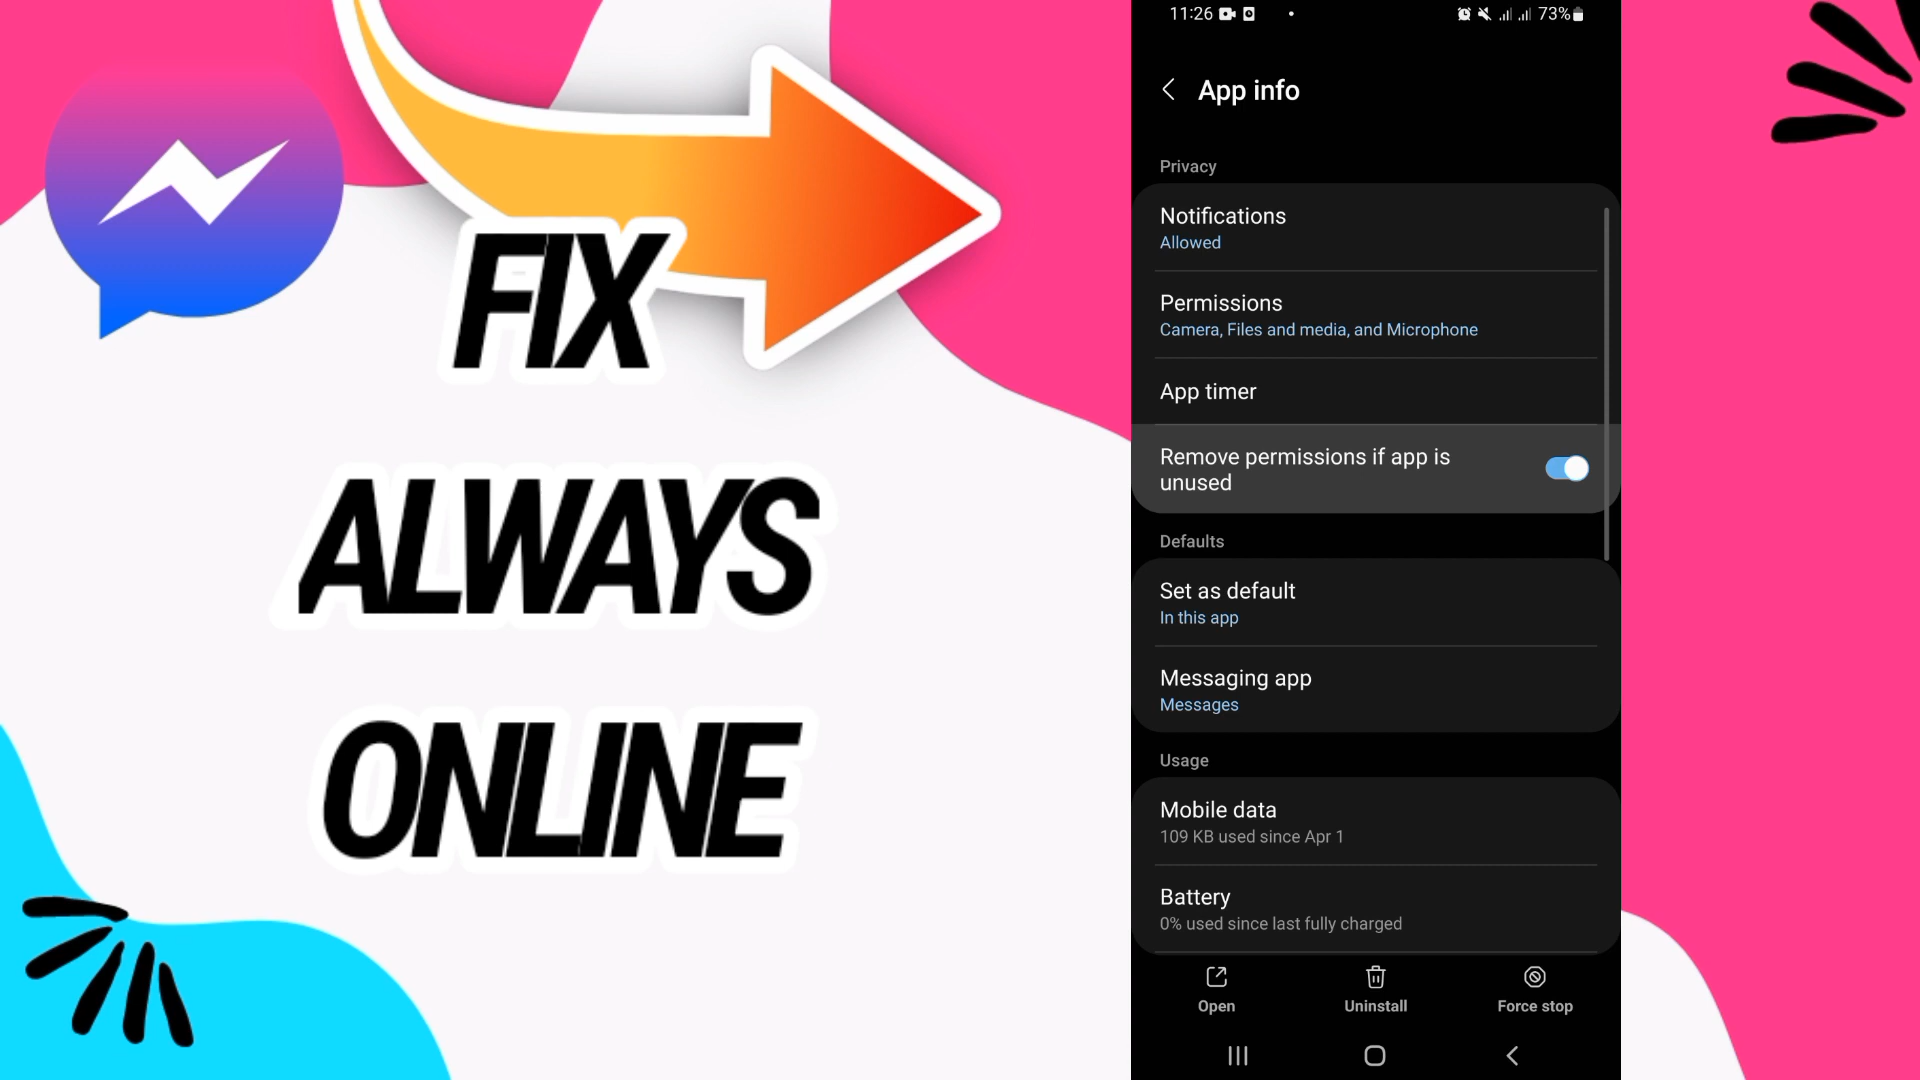 FIX
ALWAYS
ONLINE
11:26
73%
App info
Privacy
Notifications
Allowed
Permissions
Camera, Files and media, and Microphone
App timer
Remove permissions if app is
unused
Defaults
Set as default
In this app
Messaging app
Messages
Usage
Mobile data
109 KB used since Apr 1
Battery
0% used since last fully charged
Open Uninstall Force stop